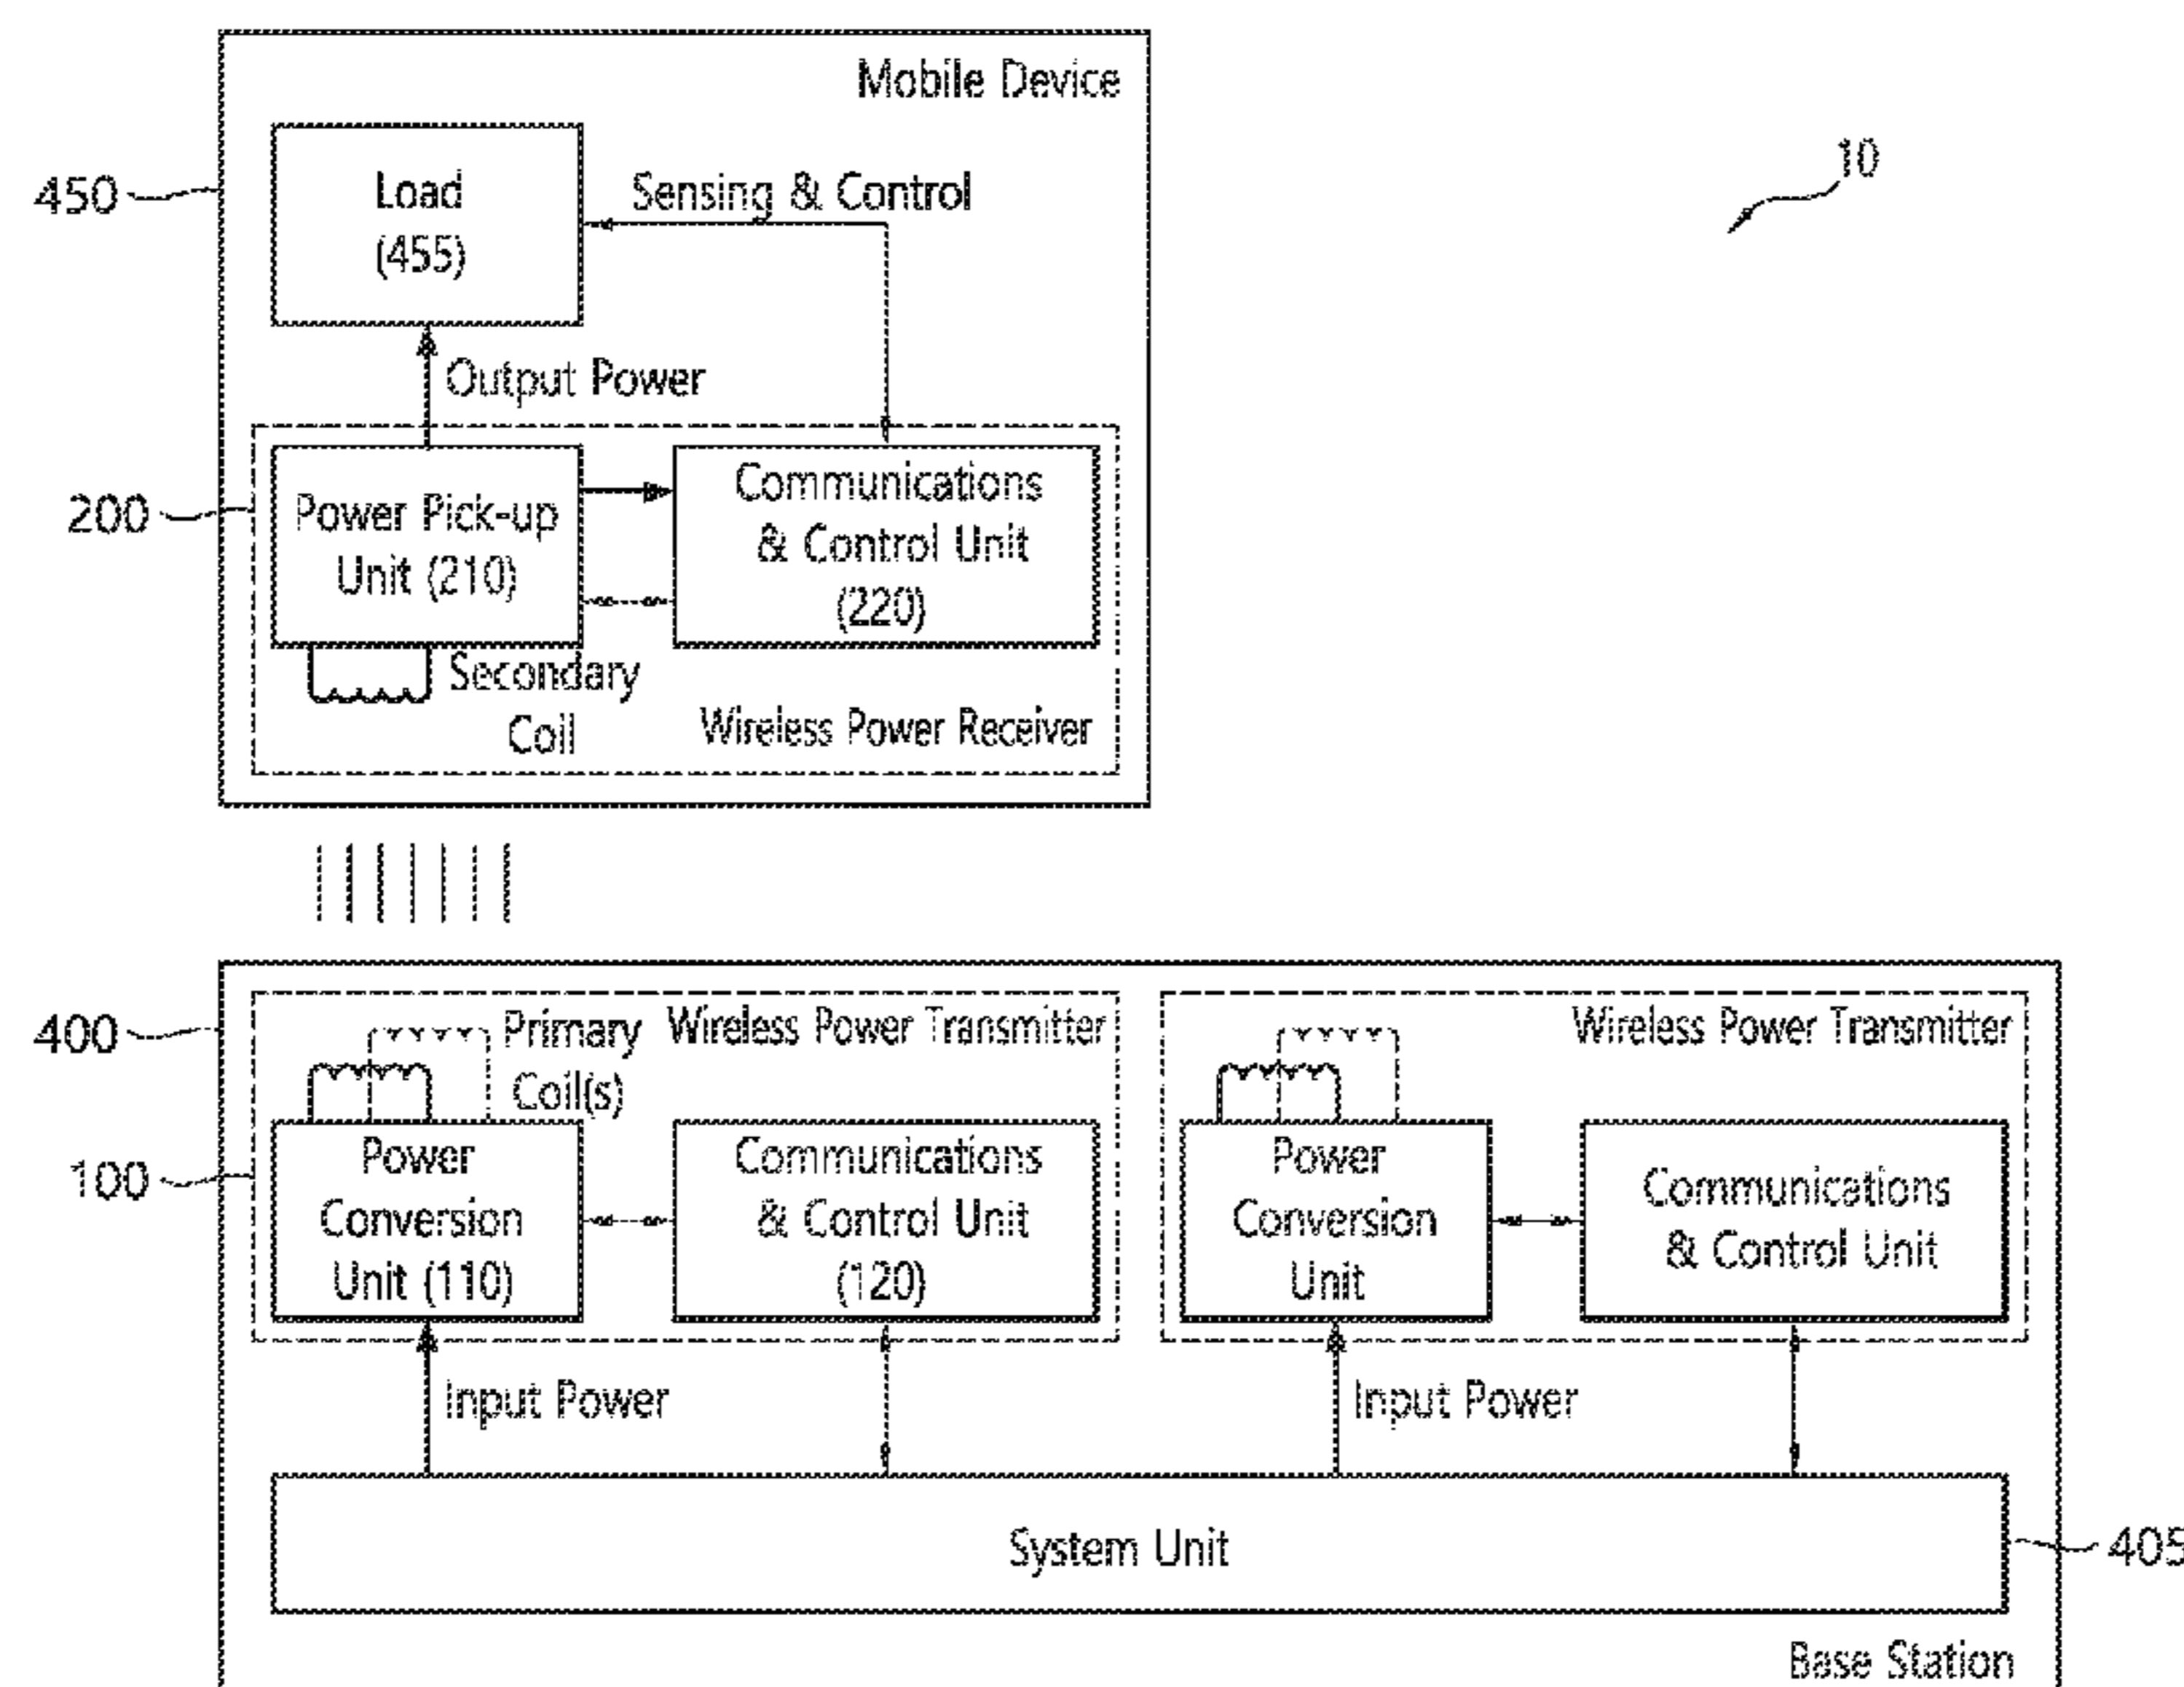 Mobile Device
10
450
Load
(455)
Sensing & Control
Output Power
200
Power Pick-up
Unit (210)
Communications
& Control Unit
(220)
Secondary
Coil
Wireless Power Receiver
400
Primary
Coil(s)
Wireless Power Transmitter
Wireless Power Transmitter
100
Power
Conversion
Unit (110)
Communications
& Control Unit
(120)
Power
Conversion
Unit
Communications
& Control Unit
Input Power
Input Power
System Unit
405
Base Station